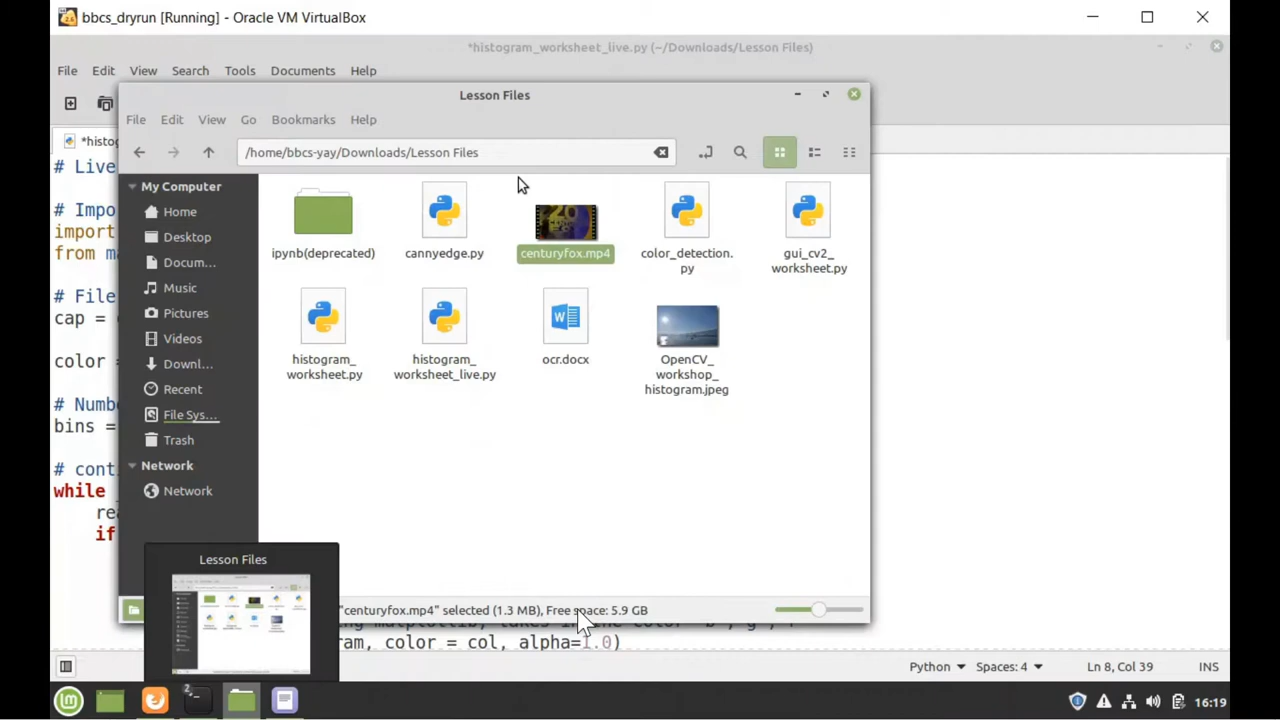 bbcs_dryrun [Running] - Oracle VM VirtualBox
*histogram_worksheet_live.py (~/Downloads/Lesson Files)
File Edit View Search Tools Documents Help
Lesson Files
File Edit View Go Bookmarks Help
*histog
/home/bbcs-yay/Downloads/Lesson Files
# Live
My Computer
Home
Desktop
Docum...
Music
Pictures
Videos
Downl...
Recent
File Sys...
Trash
Network
Network
ipynb(deprecated)
cannyedge.py
centuryfox.mp4
color_detection.
py
gui_cv2_
worksheet.py
histogram_
worksheet.py
histogram_
worksheet_live.py
ocr.docx
OpenCV_
workshop_
histogram.jpeg
# Impo
import
from ma
# File
cap =
color =
# Numbe
bins =
# cont
while
rea
if
Lesson Files
"centuryfox.mp4" selected (1.3 MB), Free space: 5.9 GB
ram, color = col, alpha=1.0)
Python Spaces: 4 Ln 8, Col 39 INS
16:19